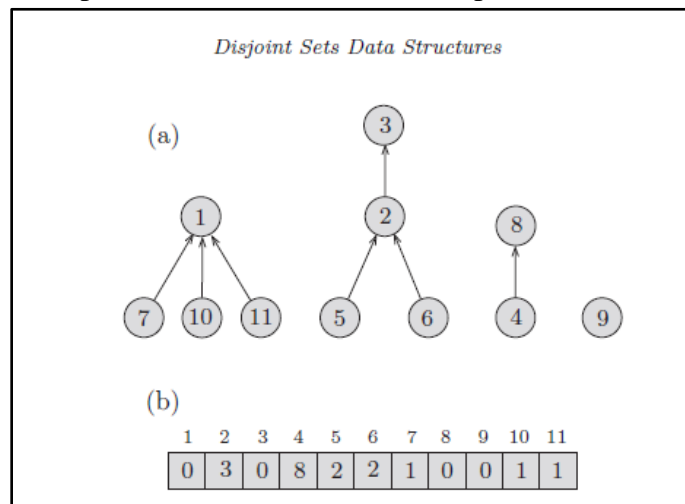 Disjoint Sets Data Structures
(a)
3
1 2 8
7 10 11 5 6 4 9
(b)
1 2 3 4 5 6 7 8 9 10 11
0 3 0 8 2 2 1 0 0 1 1